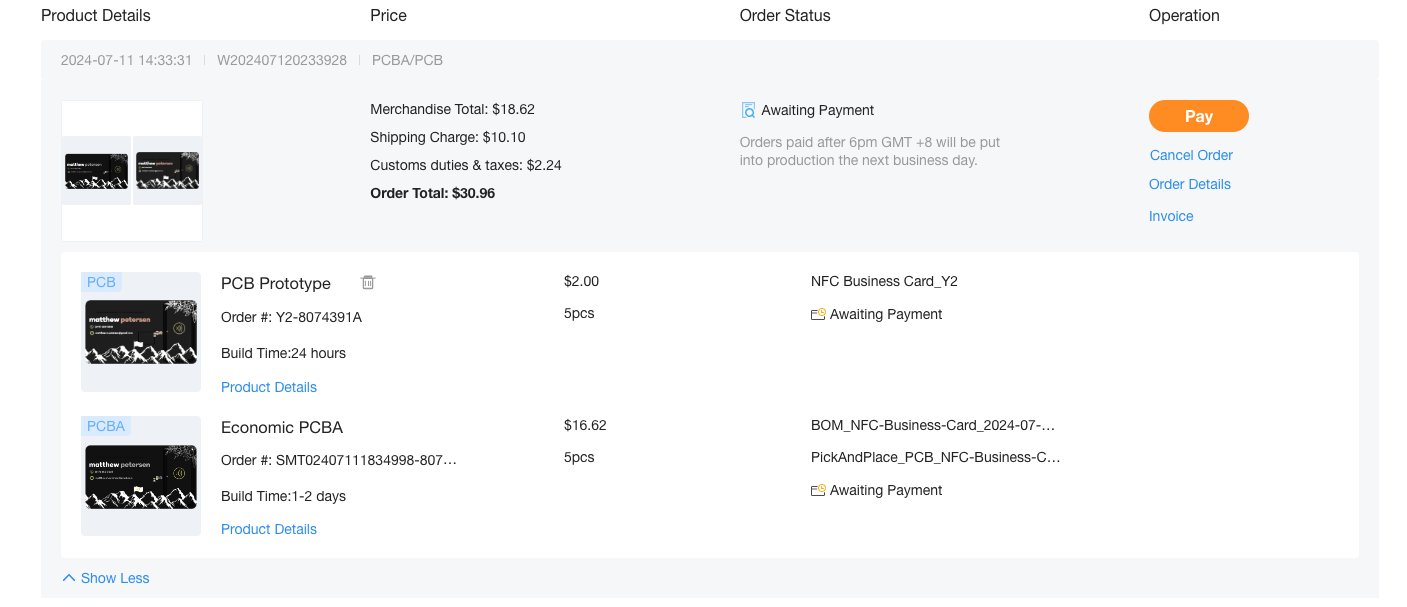 Product Details Price Order Status Operation
2024-07-11 14:33:31 W202407120233928 PCBA/PCB
Merchandise Total: $18.62
Shipping Charge: $10.10
Customs duties & taxes: $2.24
Order Total: $30.96
Awaiting Payment
Orders paid after 6pm GMT +8 will be put
into production the next business day.
Pay
Cancel Order
Order Details
Invoice
matthew petersen
matthew petersen
PCB
matthew petersen
PCB Prototype
Order #: Y2-8074391A
Build Time:24 hours
Product Details
$2.00
5pcs
NFC Business Card_Y2
Awaiting Payment
PCBA
matthew petersen
Economic PCBA
Order #: SMT02407111834998-807…
Build Time:1-2 days
Product Details
$16.62
5pcs
BOM_NFC-Business-Card_2024-07-…
PickAndPlace_PCB_NFC-Business-C…
Awaiting Payment
Show Less